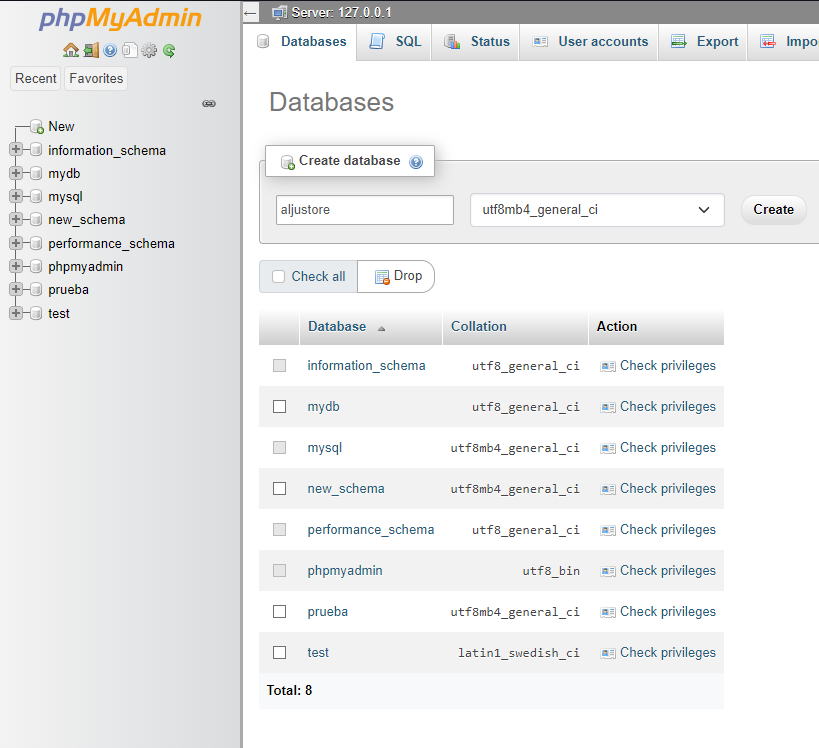 phpMyAdmin
Recent Favorites
New
information_schema
mydb
mysql
new_schema
performance_schema
phpmyadmin
prueba
test
Server: 127.0.0.1
Databases SQL Status User accounts Export Impo
Databases
Create database
aljustore utf8mb4_general_ci Create
Check all Drop
Database Collation Action
information_schema utf8_general_ci Check privileges
mydb utf8_general_ci Check privileges
mysql utf8mb4_general_ci Check privileges
new_schema utf8mb4_general_ci Check privileges
performance_schema utf8_general_ci Check privileges
phpmyadmin utf8_bin Check privileges
prueba utf8mb4_general_ci Check privileges
test latin1_swedish_ci Check privileges
Total: 8